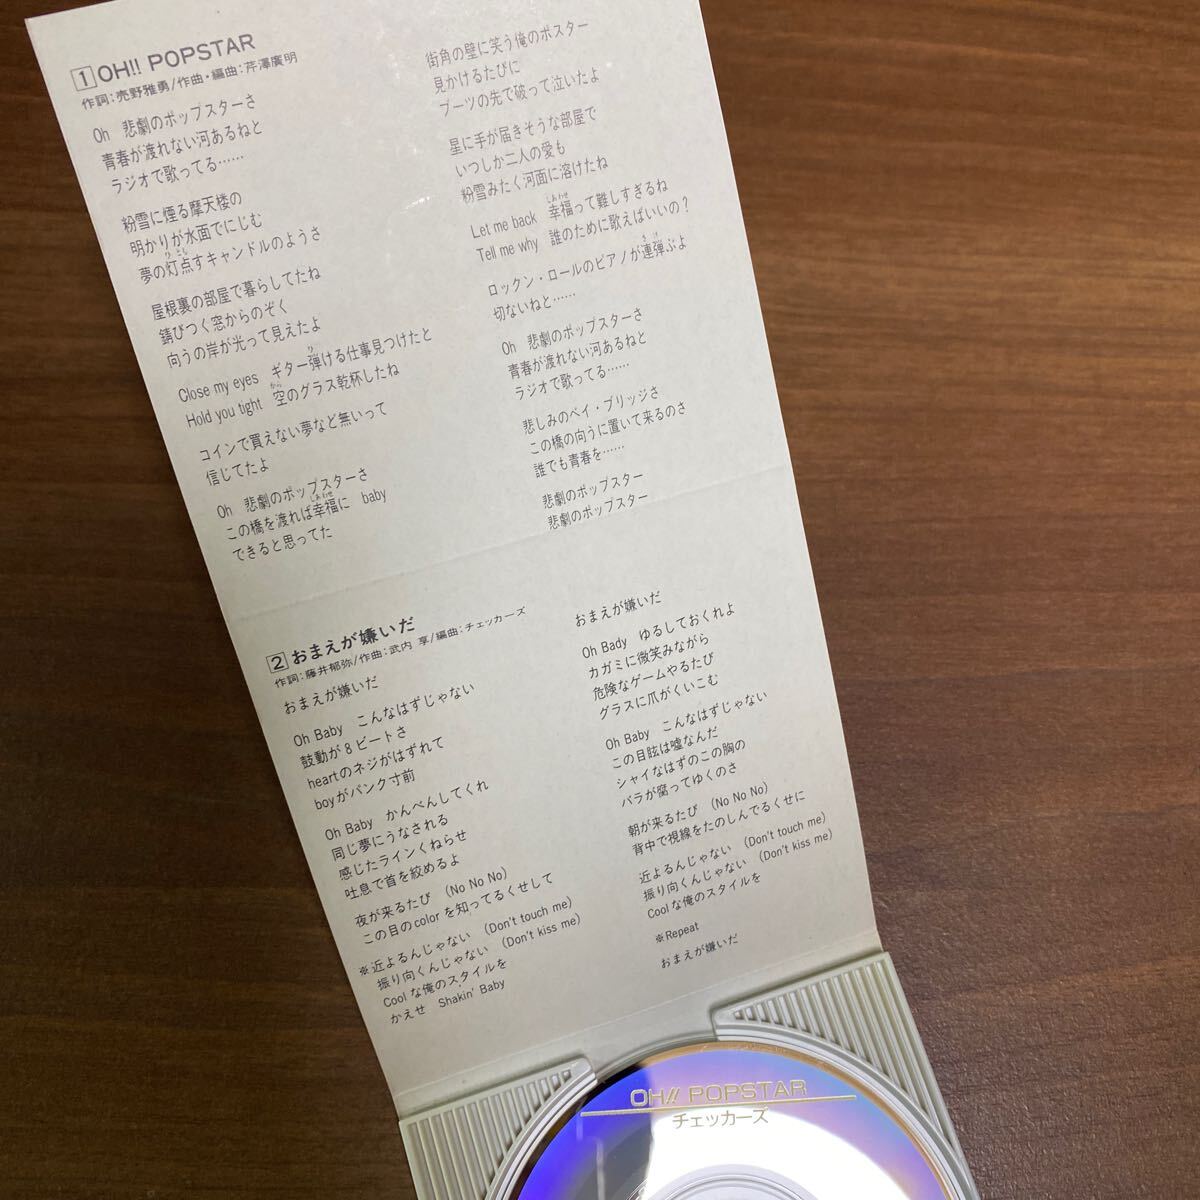 1 OH!! POPSTAR
作詞:売野雅勇/作曲・編曲:芹澤廣明
Oh 悲劇のポップスターさ
青春が渡れない河あるねと
ラジオで歌ってる……
粉雪に煙る摩天楼の
明かりが水面でにじむ
夢の灯点すキャンドルのようさ
屋根裏の部屋で暮らしてたね
錆びつく窓からのぞく
向うの岸が光って見えたよ
Close my eyes ギター弾ける仕事見つけたと
Hold you tight 空のグラス乾杯したね
コインで買えない夢など無いって
信じてたよ
Oh 悲劇のポップスターさ
この橋を渡れば幸福に baby
できると思ってた
街角の壁に笑う俺のポスター
見かけるたびに
ブーツの先で破って泣いたよ
星に手が届きそうな部屋で
いつしか二人の愛も
粉雪みたく河面に溶けたね
Let me back 幸福って難しすぎるね
Tell me why 誰のために歌えばいいの?
ロックン・ロールのピアノが連弾ぶよ
切ないねと……
Oh 悲劇のポップスターさ
青春が渡れない河あるねと
ラジオで歌ってる……
悲しみのベイ・ブリッジさ
この橋の向うに置いて来るのさ
誰でも青春を……
悲劇のポップスター
悲劇のポップスター
2 おまえが嫌いだ
作詞:藤井郁弥/作曲:武内 享/編曲:チェッカーズ
おまえが嫌いだ
Oh Baby こんなはずじゃない
鼓動が8ビートさ
heartのネジがはずれて
boyがパンク寸前
Oh Baby かんべんしてくれ
同じ夢にうなされる
感じたラインくねらせ
吐息で首を絞めるよ
夜が来るたび (No No No)
この目のcolorを知ってるくせして
※近よるんじゃない (Don't touch me)
振り向くんじゃない (Don't kiss me)
Coolな俺のスタイルを
かえせ Shakin' Baby
おまえが嫌いだ
Oh Bady ゆるしておくれよ
カガミに微笑みながら
危険なゲームやるたび
グラスに爪がくいこむ
Oh Baby こんなはずじゃない
この目眩は嘘なんだ
シャイなはずのこの胸の
バラが腐ってゆくのさ
朝が来るたび (No No No)
背中で視線をたのしんでるくせに
近よるんじゃない (Don't touch me)
振り向くんじゃない (Don't kiss me)
Coolな俺のスタイルを
※Repeat
おまえが嫌いだ
OH!! POPSTAR
チェッカーズ